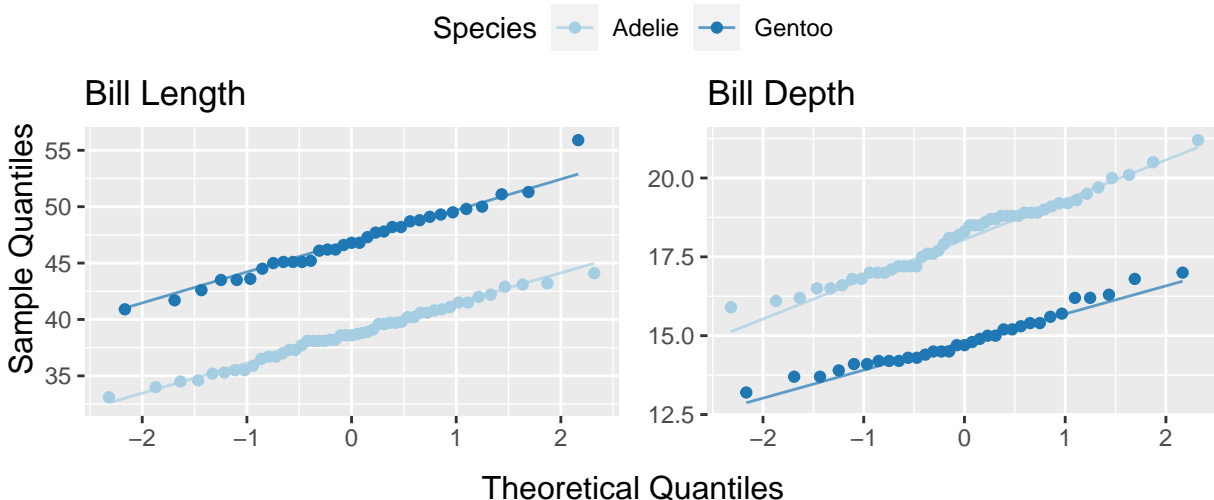 Species Adelie Gentoo
Bill Length Bill Depth
Sample Quantiles
55
50
45
40
35
−2 −1 0 1 2
20.0
17.5
15.0
12.5
−2 −1 0 1 2
Theoretical Quantiles